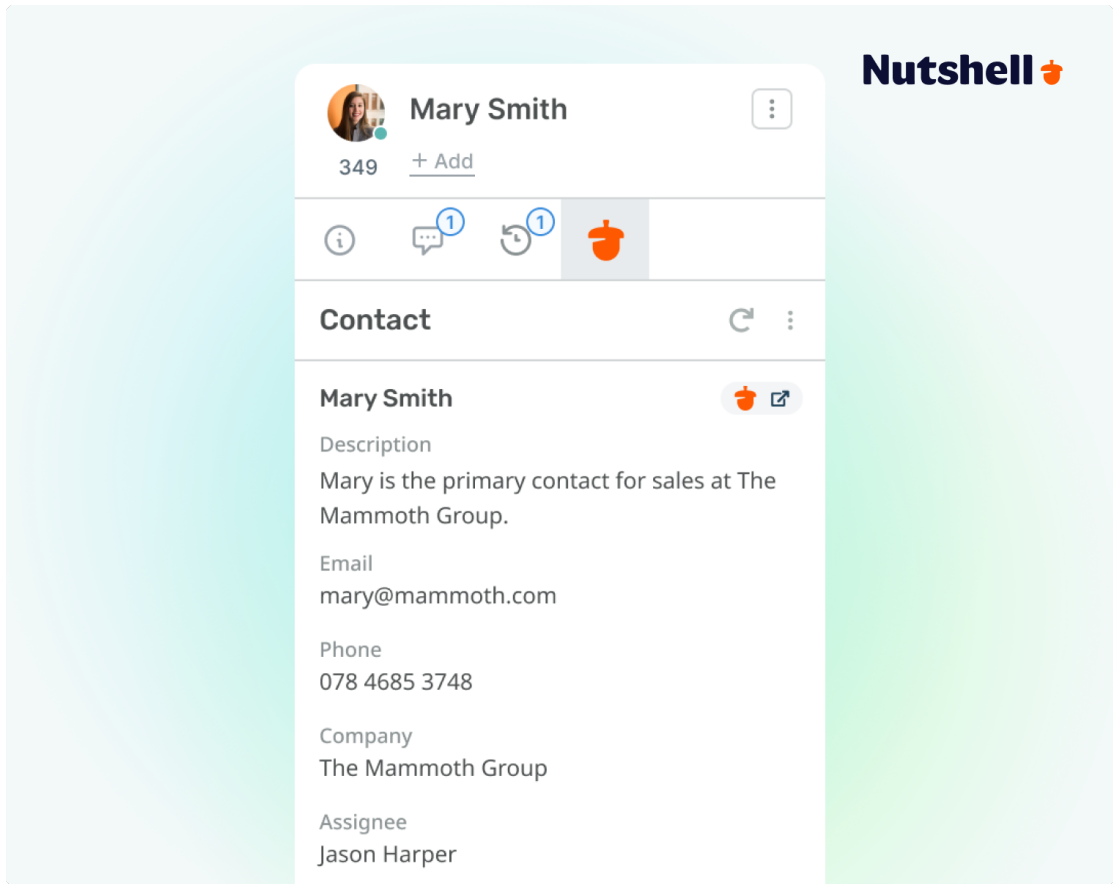 Nutshell
Mary Smith
349
+ Add
1
1
Contact
Mary Smith
Description
Mary is the primary contact for sales at The
Mammoth Group.
Email
mary@mammoth.com
Phone
078 4685 3748
Company
The Mammoth Group
Assignee
Jason Harper